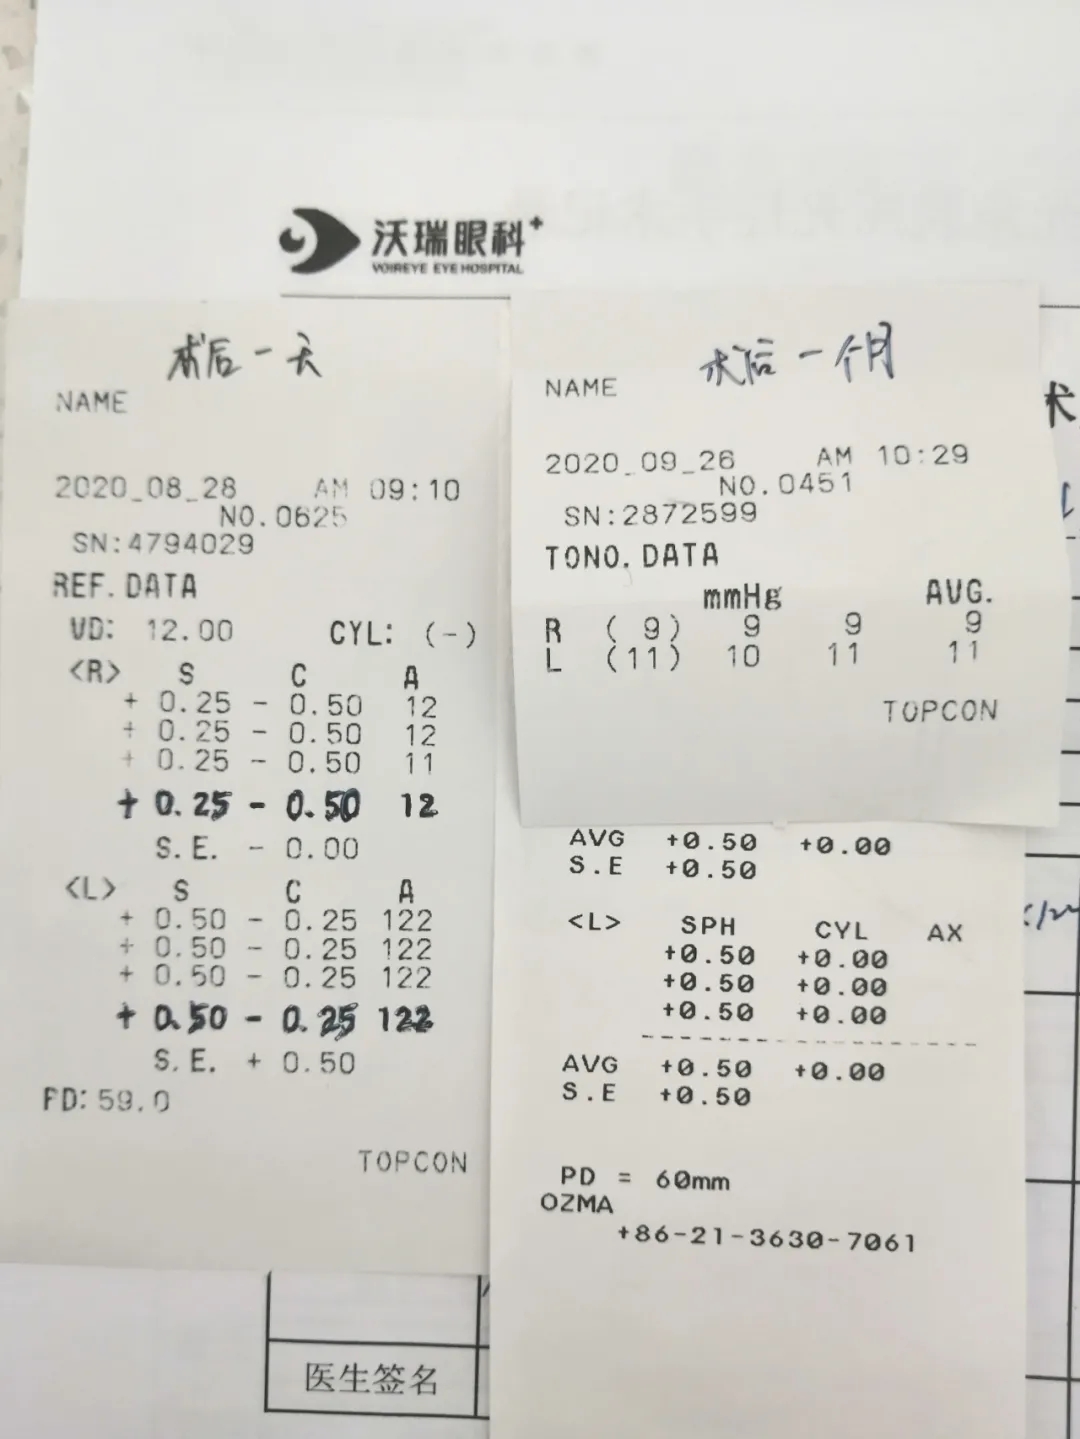 沃瑞眼科+
VOIREYE EYE HOSPITAL
术后一天
NAME
2020_08_28 AM 09:10
NO.0625
SN:4794029
REF. DATA
VD: 12.00 CYL: (-)
<R> S C A
+ 0.25 - 0.50 12
+ 0.25 - 0.50 12
+ 0.25 - 0.50 11
+ 0.25 - 0.50 12
S.E. - 0.00
<L> S C A
+ 0.50 - 0.25 122
+ 0.50 - 0.25 122
+ 0.50 - 0.25 122
+ 0.50 - 0.25 122
S.E. + 0.50
PD: 59.0
TOPCON
术后一个月
NAME
2020_09_26 AM 10:29
NO.0451
SN:2872599
TONO. DATA
mmHg AVG.
R ( 9) 9 9 9
L (11) 10 11 11
TOPCON
AVG +0.50 +0.00
S.E +0.50
<L> SPH CYL AX
+0.50 +0.00
+0.50 +0.00
+0.50 +0.00
AVG +0.50 +0.00
S.E +0.50
PD = 60mm
OZMA
+86-21-3630-7061
术
医生签名